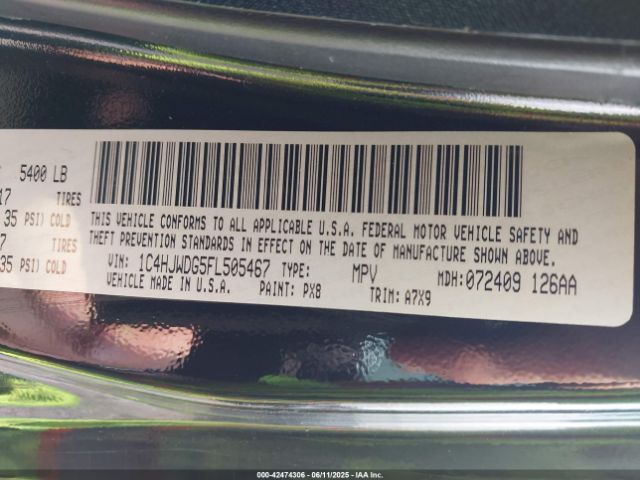 5400 LB
17 TIRES
35 PSI) COLD
7 TIRES
35 PSI) COLD
THIS VEHICLE CONFORMS TO ALL APPLICABLE U.S.A. FEDERAL MOTOR VEHICLE SAFETY AND
THEFT PREVENTION STANDARDS IN EFFECT ON THE DATE OF MANUFACTURE SHOWN ABOVE.
VIN: 1C4HJWDG5FL505467 TYPE: MPV MDH:072409 126AA
VEHICLE MADE IN U.S.A. PAINT: PX8 TRIM: A7X9
000-42474306 - 06/11/2025 - IAA Inc.